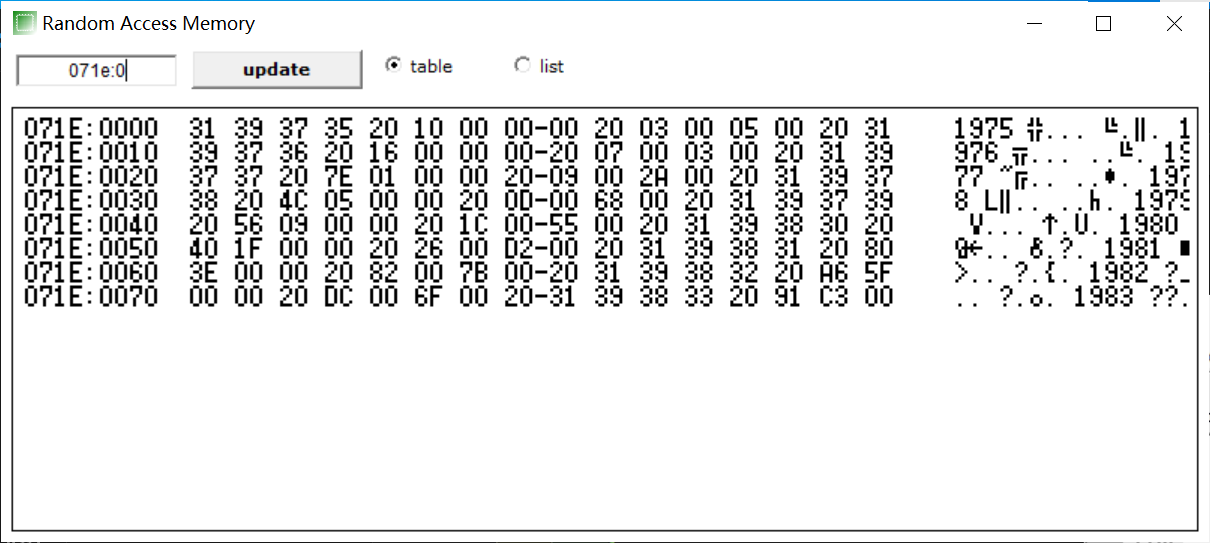 Random Access Memory
071e:0 update table list
071E:0000 31 39 37 35 20 10 00 00-00 20 03 00 05 00 20 31 1975 ╬... ╘.‖. 1
071E:0010 39 37 36 20 16 00 00 00-20 07 00 03 00 20 31 39 976 ╥... ..╘. 19
071E:0020 37 37 20 7E 01 00 00 20-09 00 2A 00 20 31 39 37 77 ~╔.. ..♦. 197
071E:0030 38 20 4C 05 00 00 20 0D-00 68 00 20 31 39 37 39 8 L‖.. ..h. 1979
071E:0040 20 56 09 00 00 20 1C 00-55 00 20 31 39 38 30 20 V... ↑.U. 1980
071E:0050 40 1F 00 00 20 26 00 D2-00 20 31 39 38 31 20 80 @←.. &.?. 1981 ■
071E:0060 3E 00 00 20 82 00 7B 00-20 31 39 38 32 20 A6 5F >.. ?.{. 1982 ?_
071E:0070 00 00 20 DC 00 6F 00 20-31 39 38 33 20 91 C3 00 .. ?.o. 1983 ??.